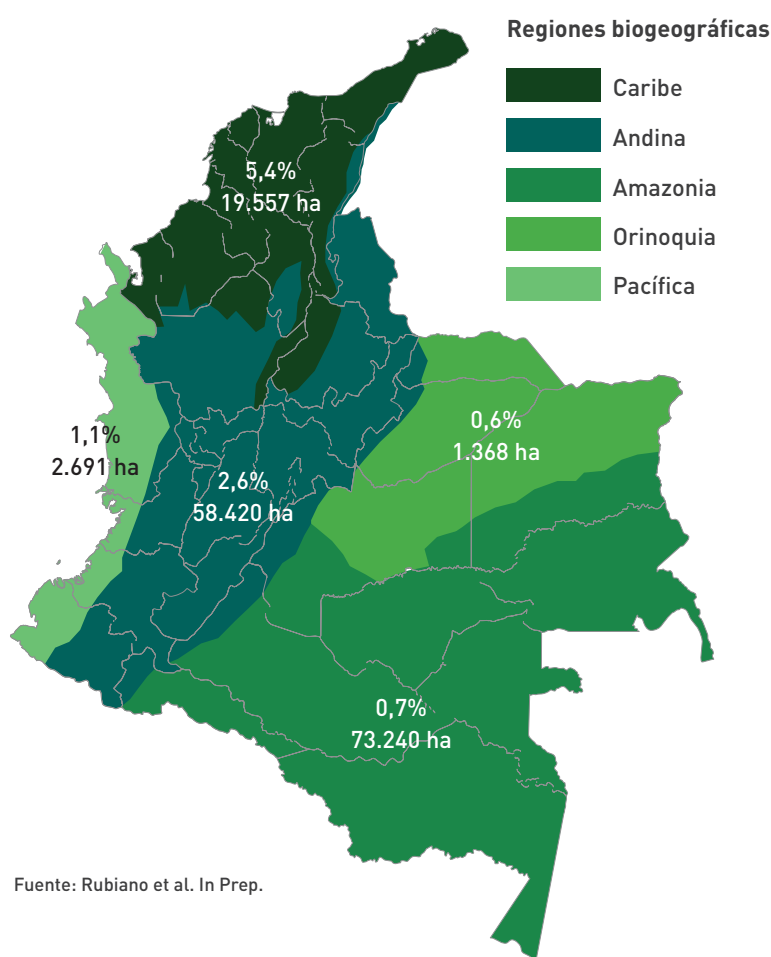 Regiones biogeográficas
Caribe
Andina
Amazonia
Orinoquia
Pacífica
5,4%
19.557 ha
1,1%
2.691 ha
0,6%
1.368 ha
2,6%
58.420 ha
0,7%
73.240 ha
Fuente: Rubiano et al. In Prep.